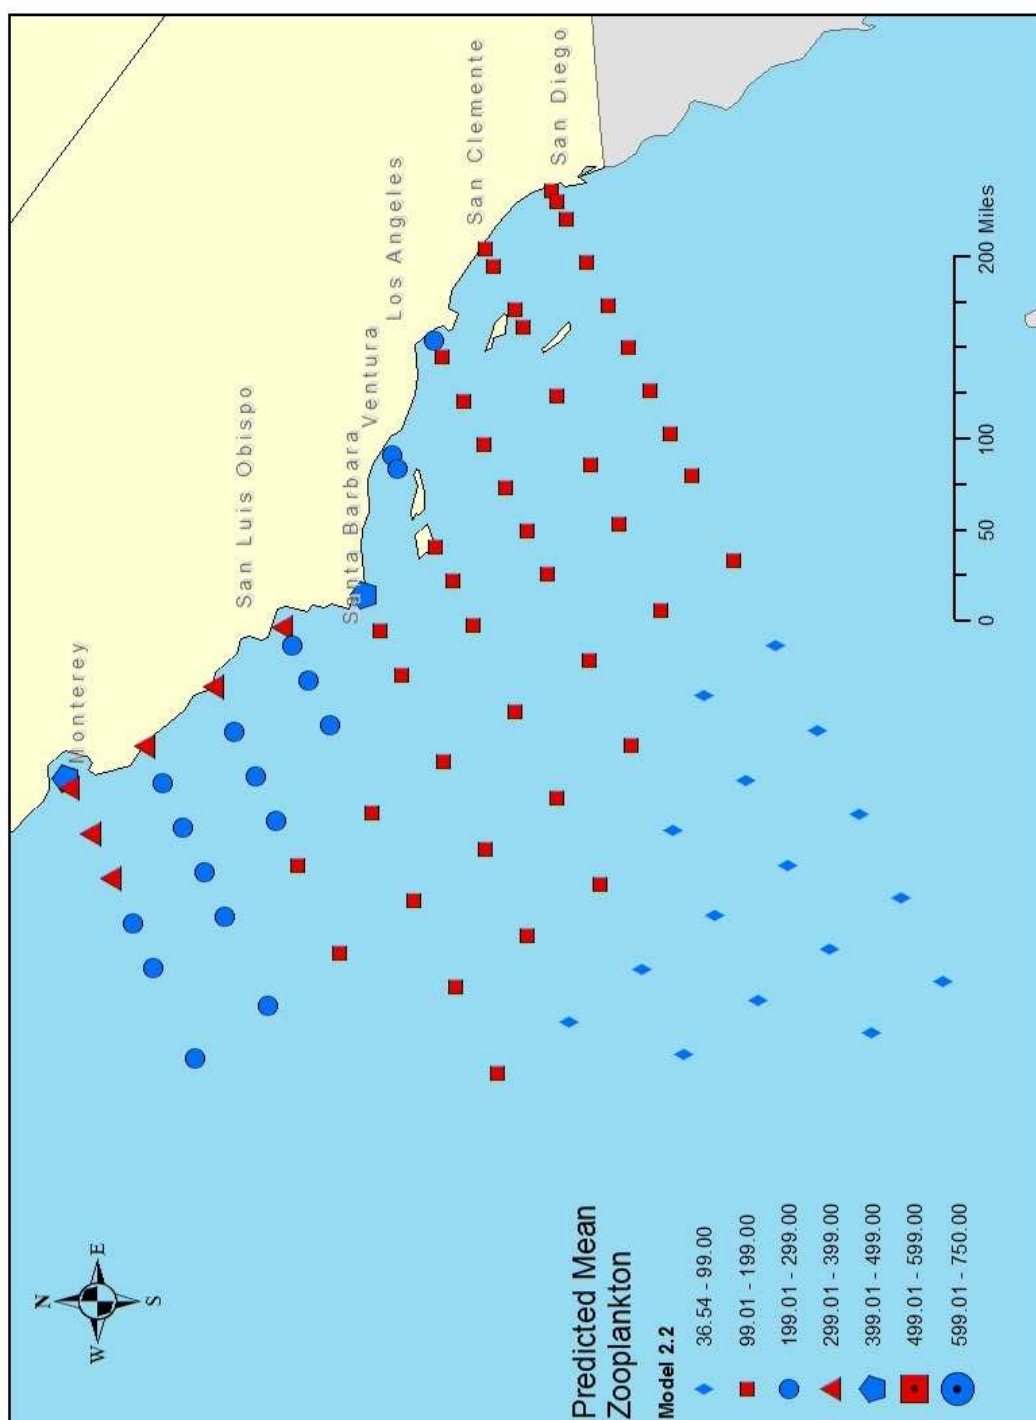 Monterey
San Luis Obispo
Santa Barbara
Ventura
Los Angeles
San Clemente
San Diego
N
W
E
S
0
50
100
200 Miles
Predicted Mean
Zooplankton
Model 2.2
36.54 - 99.00
99.01 - 199.00
199.01 - 299.00
299.01 - 399.00
399.01 - 499.00
499.01 - 599.00
599.01 - 750.00